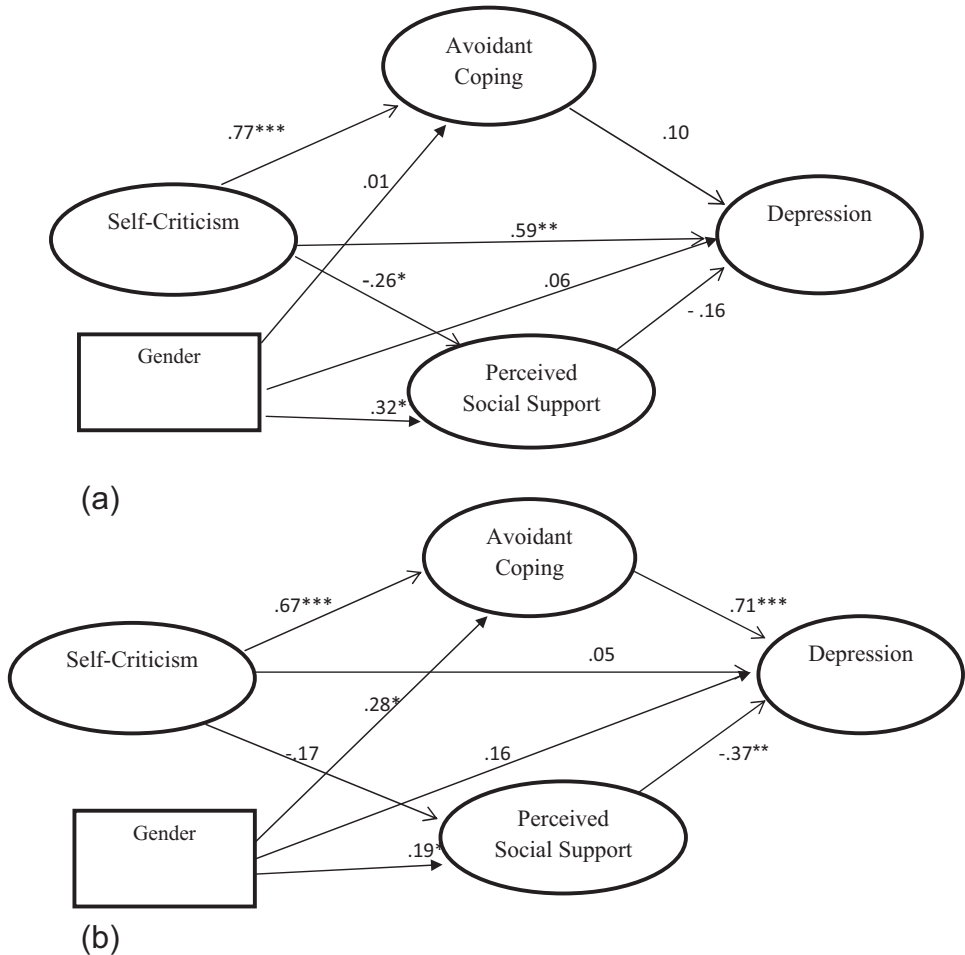 Avoidant
Coping
.77***
.10
.01
Self-Criticism
Depression
.59**
-.26*
.06
- .16
Gender
Perceived
Social Support
.32*
(a)
Avoidant
Coping
.67***
.71***
Self-Criticism
.05
Depression
.28*
-.17
.16
-.37**
Gender
Perceived
Social Support
.19*
(b)